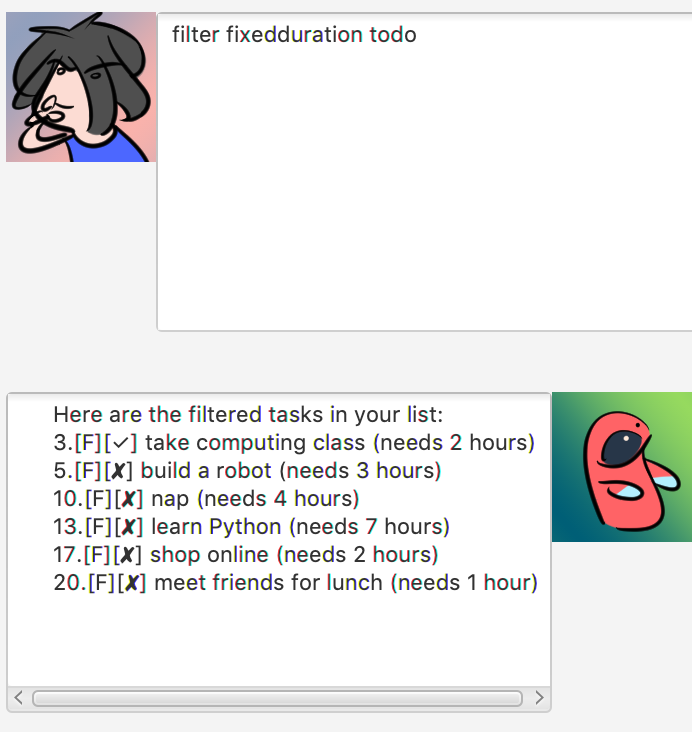 filter fixedduration todo
Here are the filtered tasks in your list:
3.[F][✓] take computing class (needs 2 hours)
5.[F][✘] build a robot (needs 3 hours)
10.[F][✘] nap (needs 4 hours)
13.[F][✘] learn Python (needs 7 hours)
17.[F][✘] shop online (needs 2 hours)
20.[F][✘] meet friends for lunch (needs 1 hour)